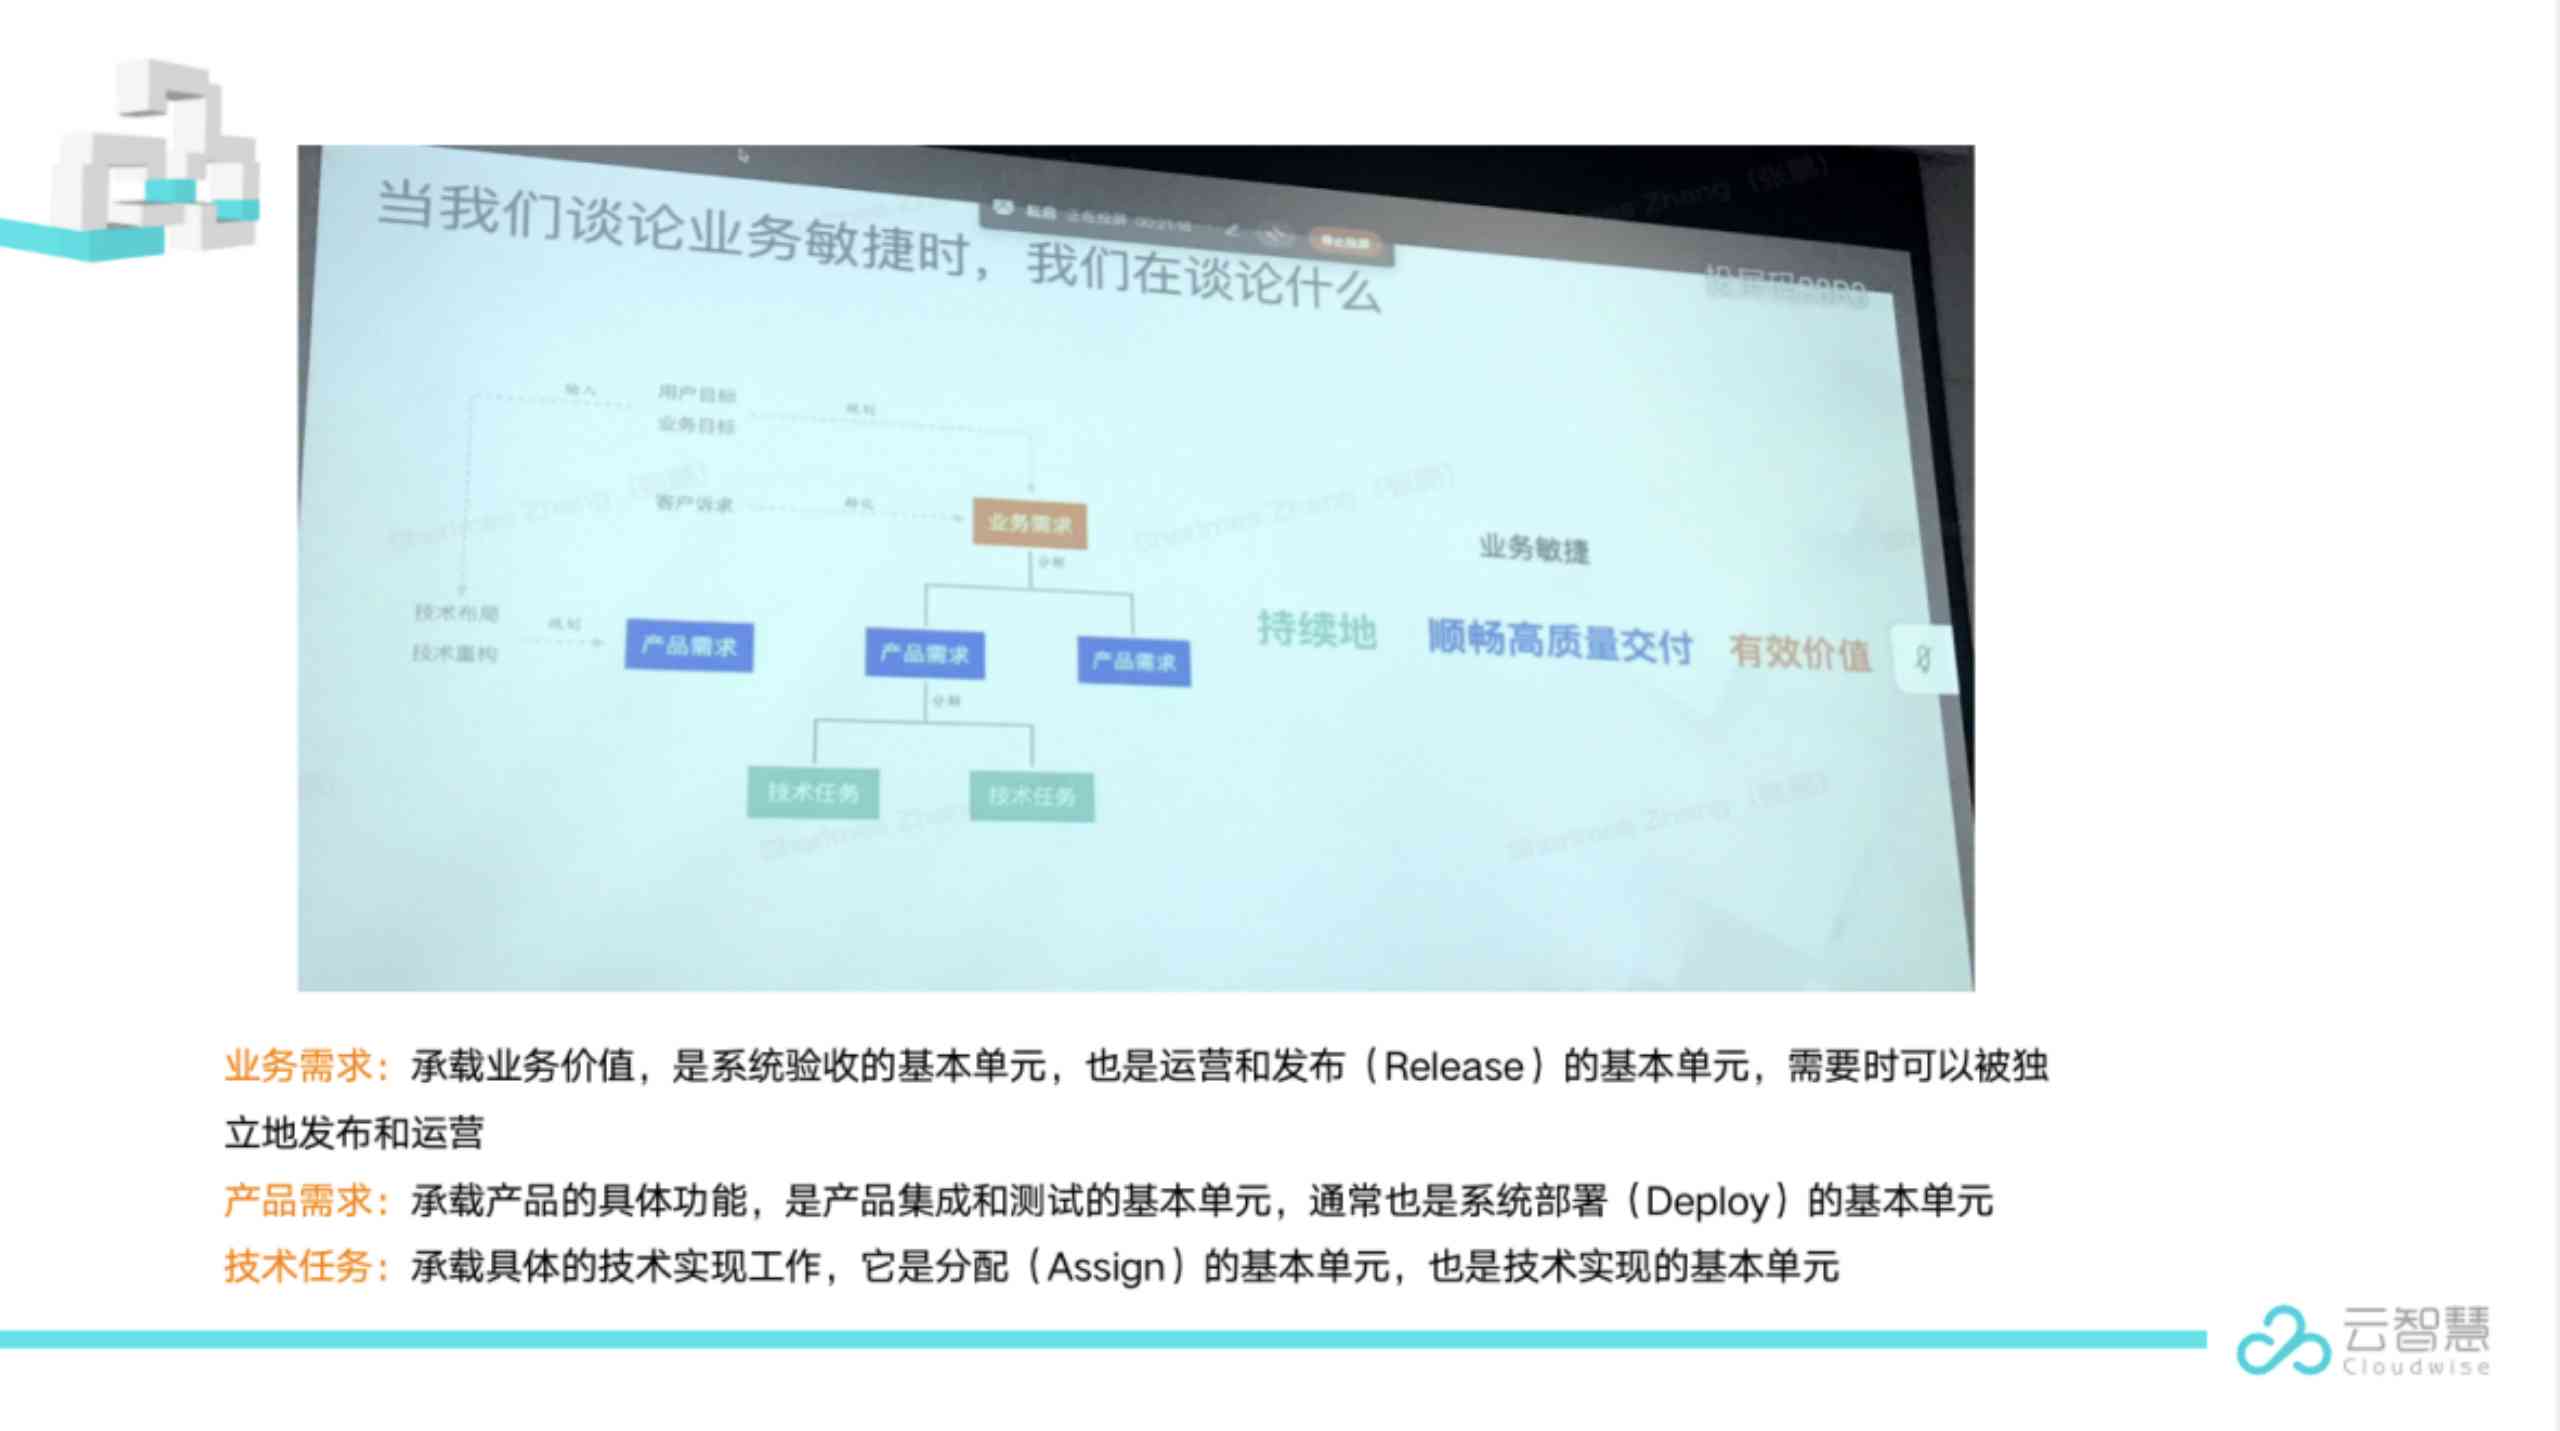 当我们谈论业务敏捷时，我们在谈论什么
正在投屏
停止投屏
输入
用户目标
规划
业务目标
客户诉求
业务需求
分解
业务敏捷
技术布局
规划
技术重构
产品需求
产品需求
产品需求
持续地
顺畅高质量交付
有效价值
分解
技术任务
技术任务
业务需求：承载业务价值，是系统验收的基本单元，也是运营和发布（Release）的基本单元，需要时可以被独
立地发布和运营
产品需求：承载产品的具体功能，是产品集成和测试的基本单元，通常也是系统部署（Deploy）的基本单元
技术任务：承载具体的技术实现工作，它是分配（Assign）的基本单元，也是技术实现的基本单元
云智慧
Cloudwise